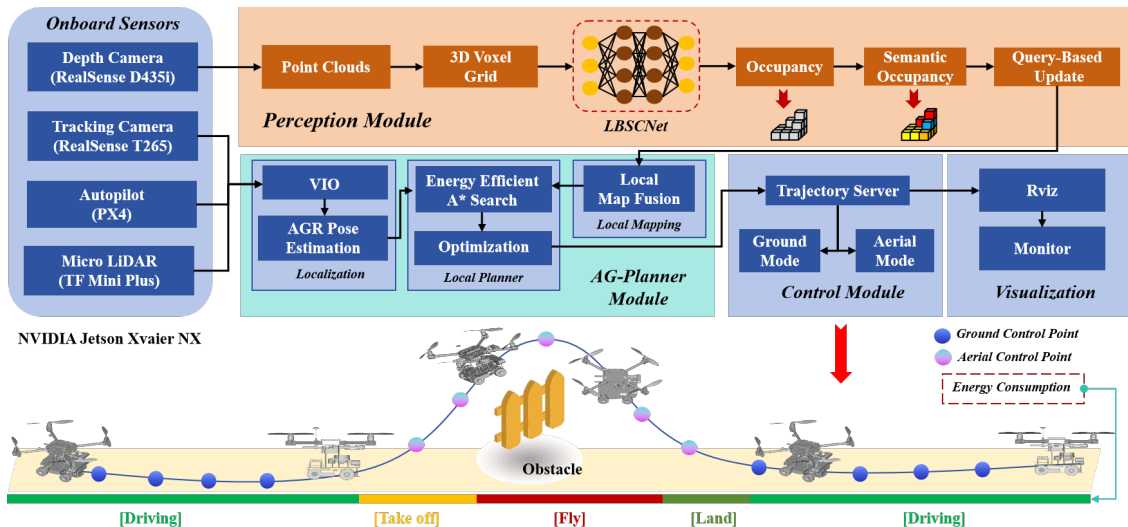 Onboard Sensors
Depth Camera
(RealSense D435i)
Tracking Camera
(RealSense T265)
Autopilot
(PX4)
Micro LiDAR
(TF Mini Plus)
NVIDIA Jetson Xvaier NX
Point Clouds
3D Voxel
Grid
LBSCNet
Occupancy
Semantic
Occupancy
Query-Based
Update
Perception Module
VIO
AGR Pose
Estimation
Localization
Energy Efficient
A* Search
Optimization
Local Planner
Local
Map Fusion
Local Mapping
AG-Planner
Module
Trajectory Server
Ground
Mode
Aerial
Mode
Control Module
Rviz
Monitor
Visualization
Ground Control Point
Aerial Control Point
Energy Consumption
Obstacle
[Driving]
[Take off]
[Fly]
[Land]
[Driving]